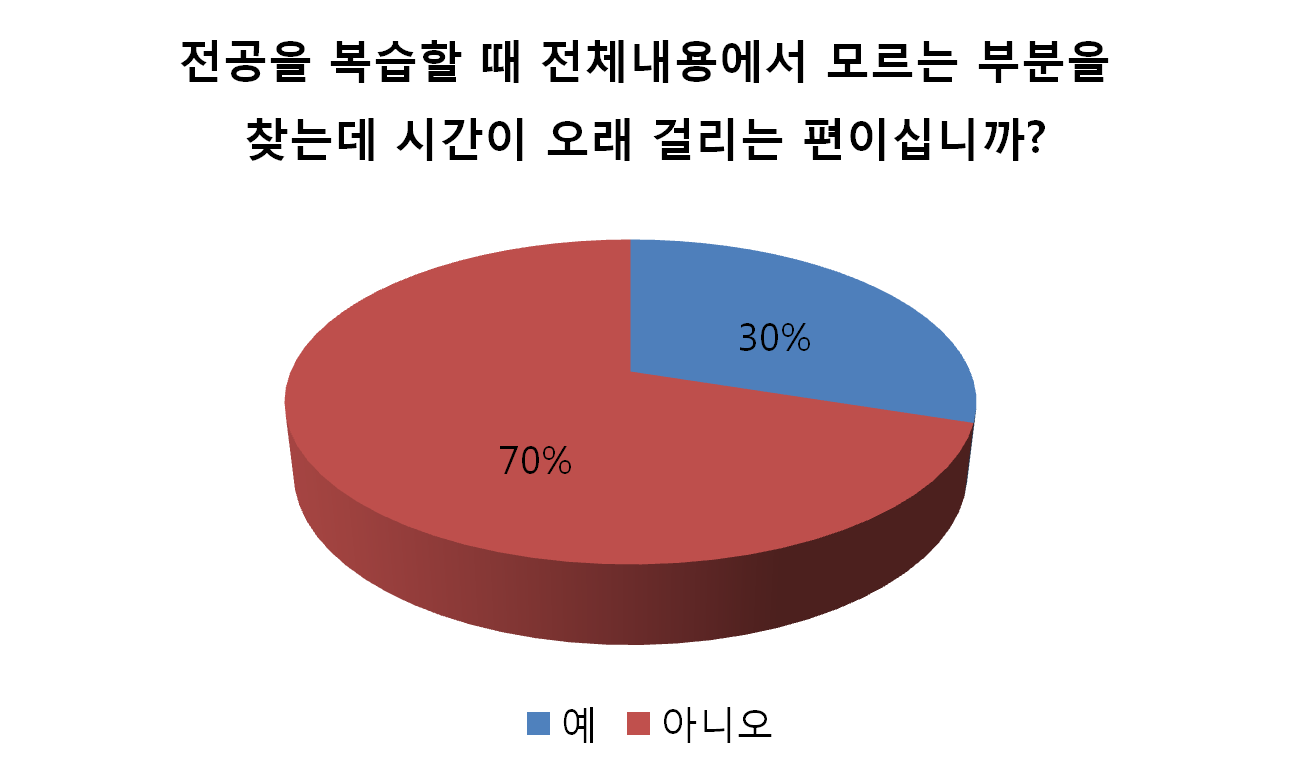 전공을 복습할 때 전체내용에서 모르는 부분을
찾는데 시간이 오래 걸리는 편이십니까?
30%
70%
예 아니오